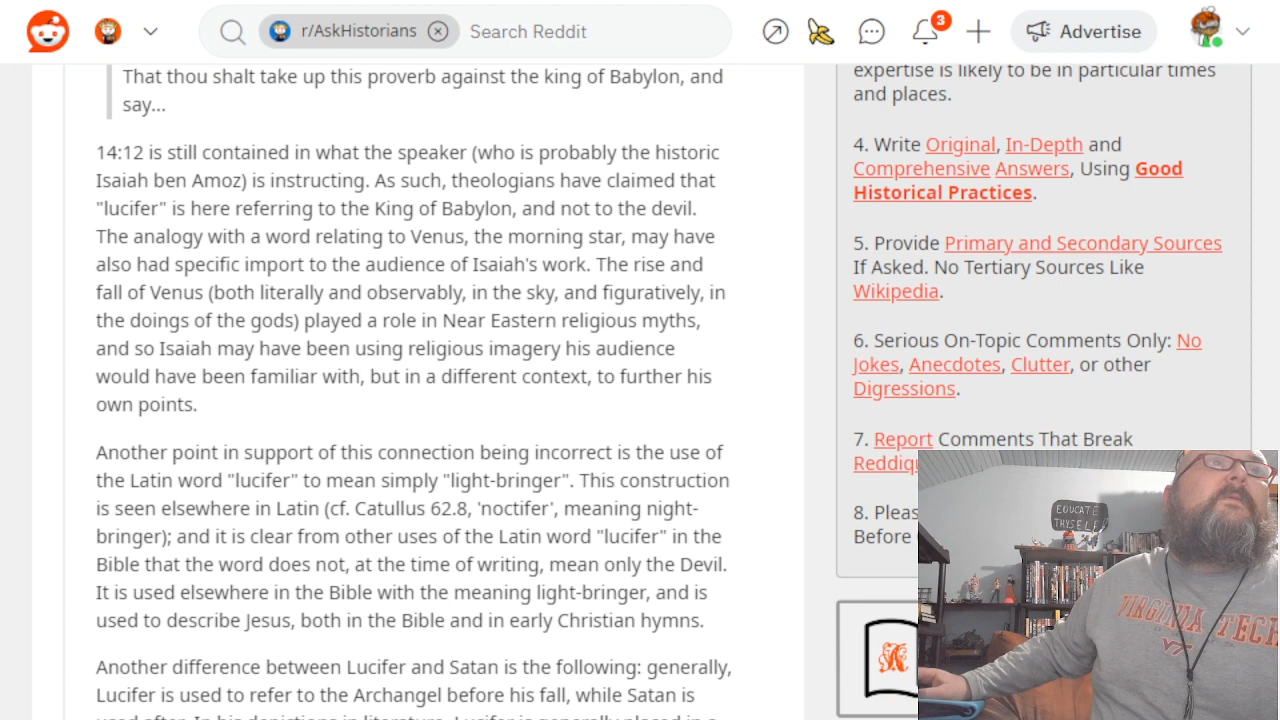 r/AskHistorians
Search Reddit
3
Advertise
That thou shalt take up this proverb against the king of Babylon, and
say...
14:12 is still contained in what the speaker (who is probably the historic
Isaiah ben Amoz) is instructing. As such, theologians have claimed that
"lucifer" is here referring to the King of Babylon, and not to the devil.
The analogy with a word relating to Venus, the morning star, may have
also had specific import to the audience of Isaiah's work. The rise and
fall of Venus (both literally and observably, in the sky, and figuratively, in
the doings of the gods) played a role in Near Eastern religious myths,
and so Isaiah may have been using religious imagery his audience
would have been familiar with, but in a different context, to further his
own points.
Another point in support of this connection being incorrect is the use of
the Latin word "lucifer" to mean simply "light-bringer". This construction
is seen elsewhere in Latin (cf. Catullus 62.8, 'noctifer', meaning night-
bringer); and it is clear from other uses of the Latin word "lucifer" in the
Bible that the word does not, at the time of writing, mean only the Devil.
It is used elsewhere in the Bible with the meaning light-bringer, and is
used to describe Jesus, both in the Bible and in early Christian hymns.
Another difference between Lucifer and Satan is the following: generally,
Lucifer is used to refer to the Archangel before his fall, while Satan is
used after. In his depictions in literature, Lucifer is generally placed in a
expertise is likely to be in particular times
and places.
4. Write Original, In-Depth and
Comprehensive Answers, Using Good
Historical Practices.
5. Provide Primary and Secondary Sources
If Asked. No Tertiary Sources Like
Wikipedia.
6. Serious On-Topic Comments Only: No
Jokes, Anecdotes, Clutter, or other
Digressions.
7. Report Comments That Break
Reddiqu
8. Pleas
Before
EDUCATE
THYSELF
VIRGINIA TECH
VT